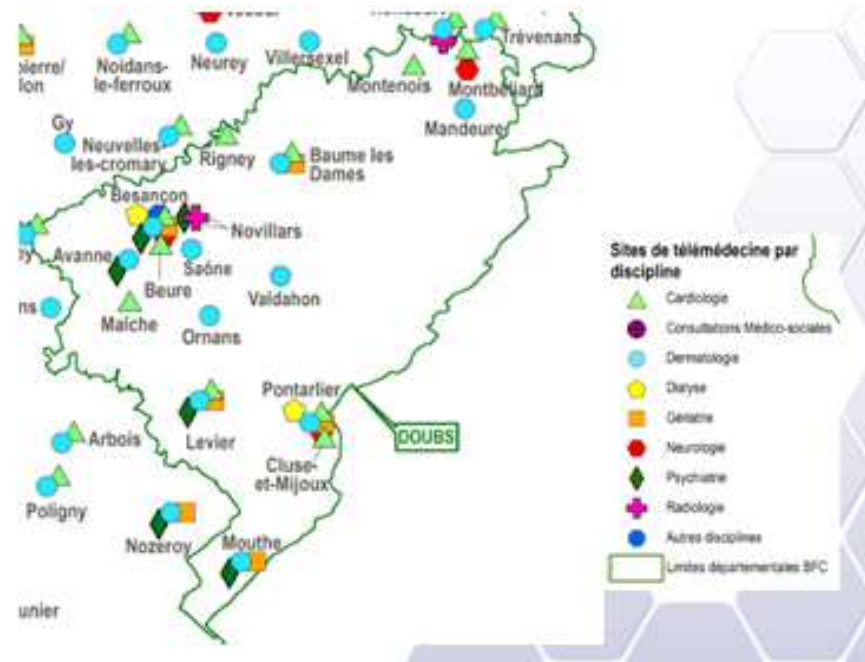 Trévenans
Noidans-
le-ferroux
Neurey
Villersexel
Montenois
Montbéliard
Mandeure
Gy
Neuvelles-
les-cromary
Rigney
Baume les
Dames
Besançon
Novillars
Avanne
Saône
Beure
Valdahon
Maiche
Ornans
Pontarlier
DOUBS
Arbois
Levier
Cluse-
et-Mijoux
Poligny
Nozeroy
Mouthe
unier
Sites de télémédecine par
discipline
Cardiologie
Consultations Médico-sociales
Dermatologie
Dialyse
Gériatrie
Neurologie
Psychiatrie
Radiologie
Autres disciplines
Limites départementales BFC